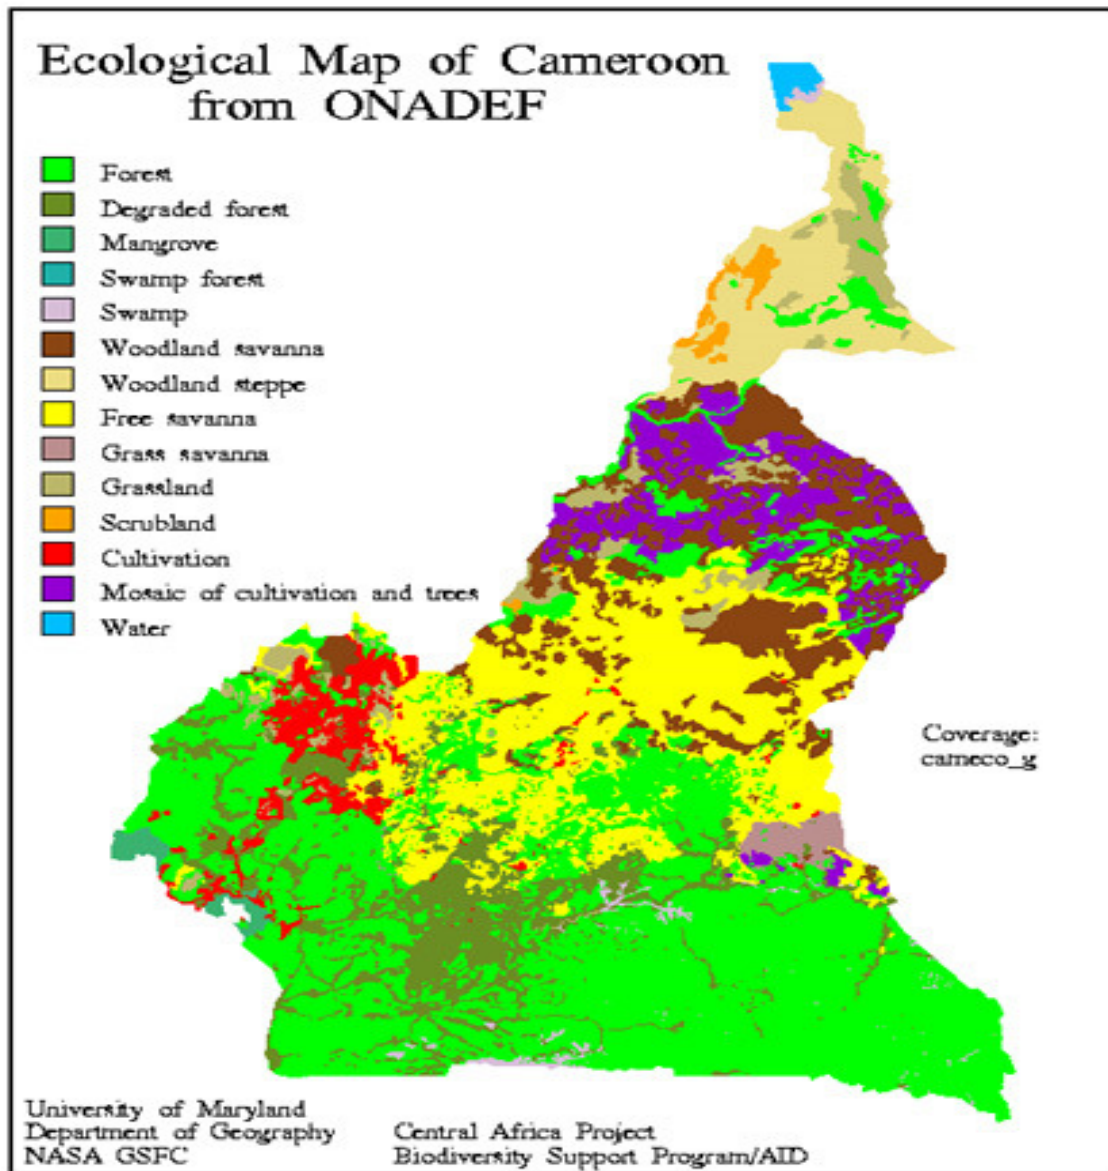 Ecological Map of Cameroon
from ONADEF
Forest
Degraded forest
Mangrove
Swamp forest
Swamp
Woodland savanna
Woodland steppe
Free savanna
Grass savanna
Grassland
Scrubland
Cultivation
Mosaic of cultivation and trees
Water
Coverage:
cameco_g
University of Maryland
Department of Geography
NASA GSFC
Central Africa Project
Biodiversity Support Program/AID